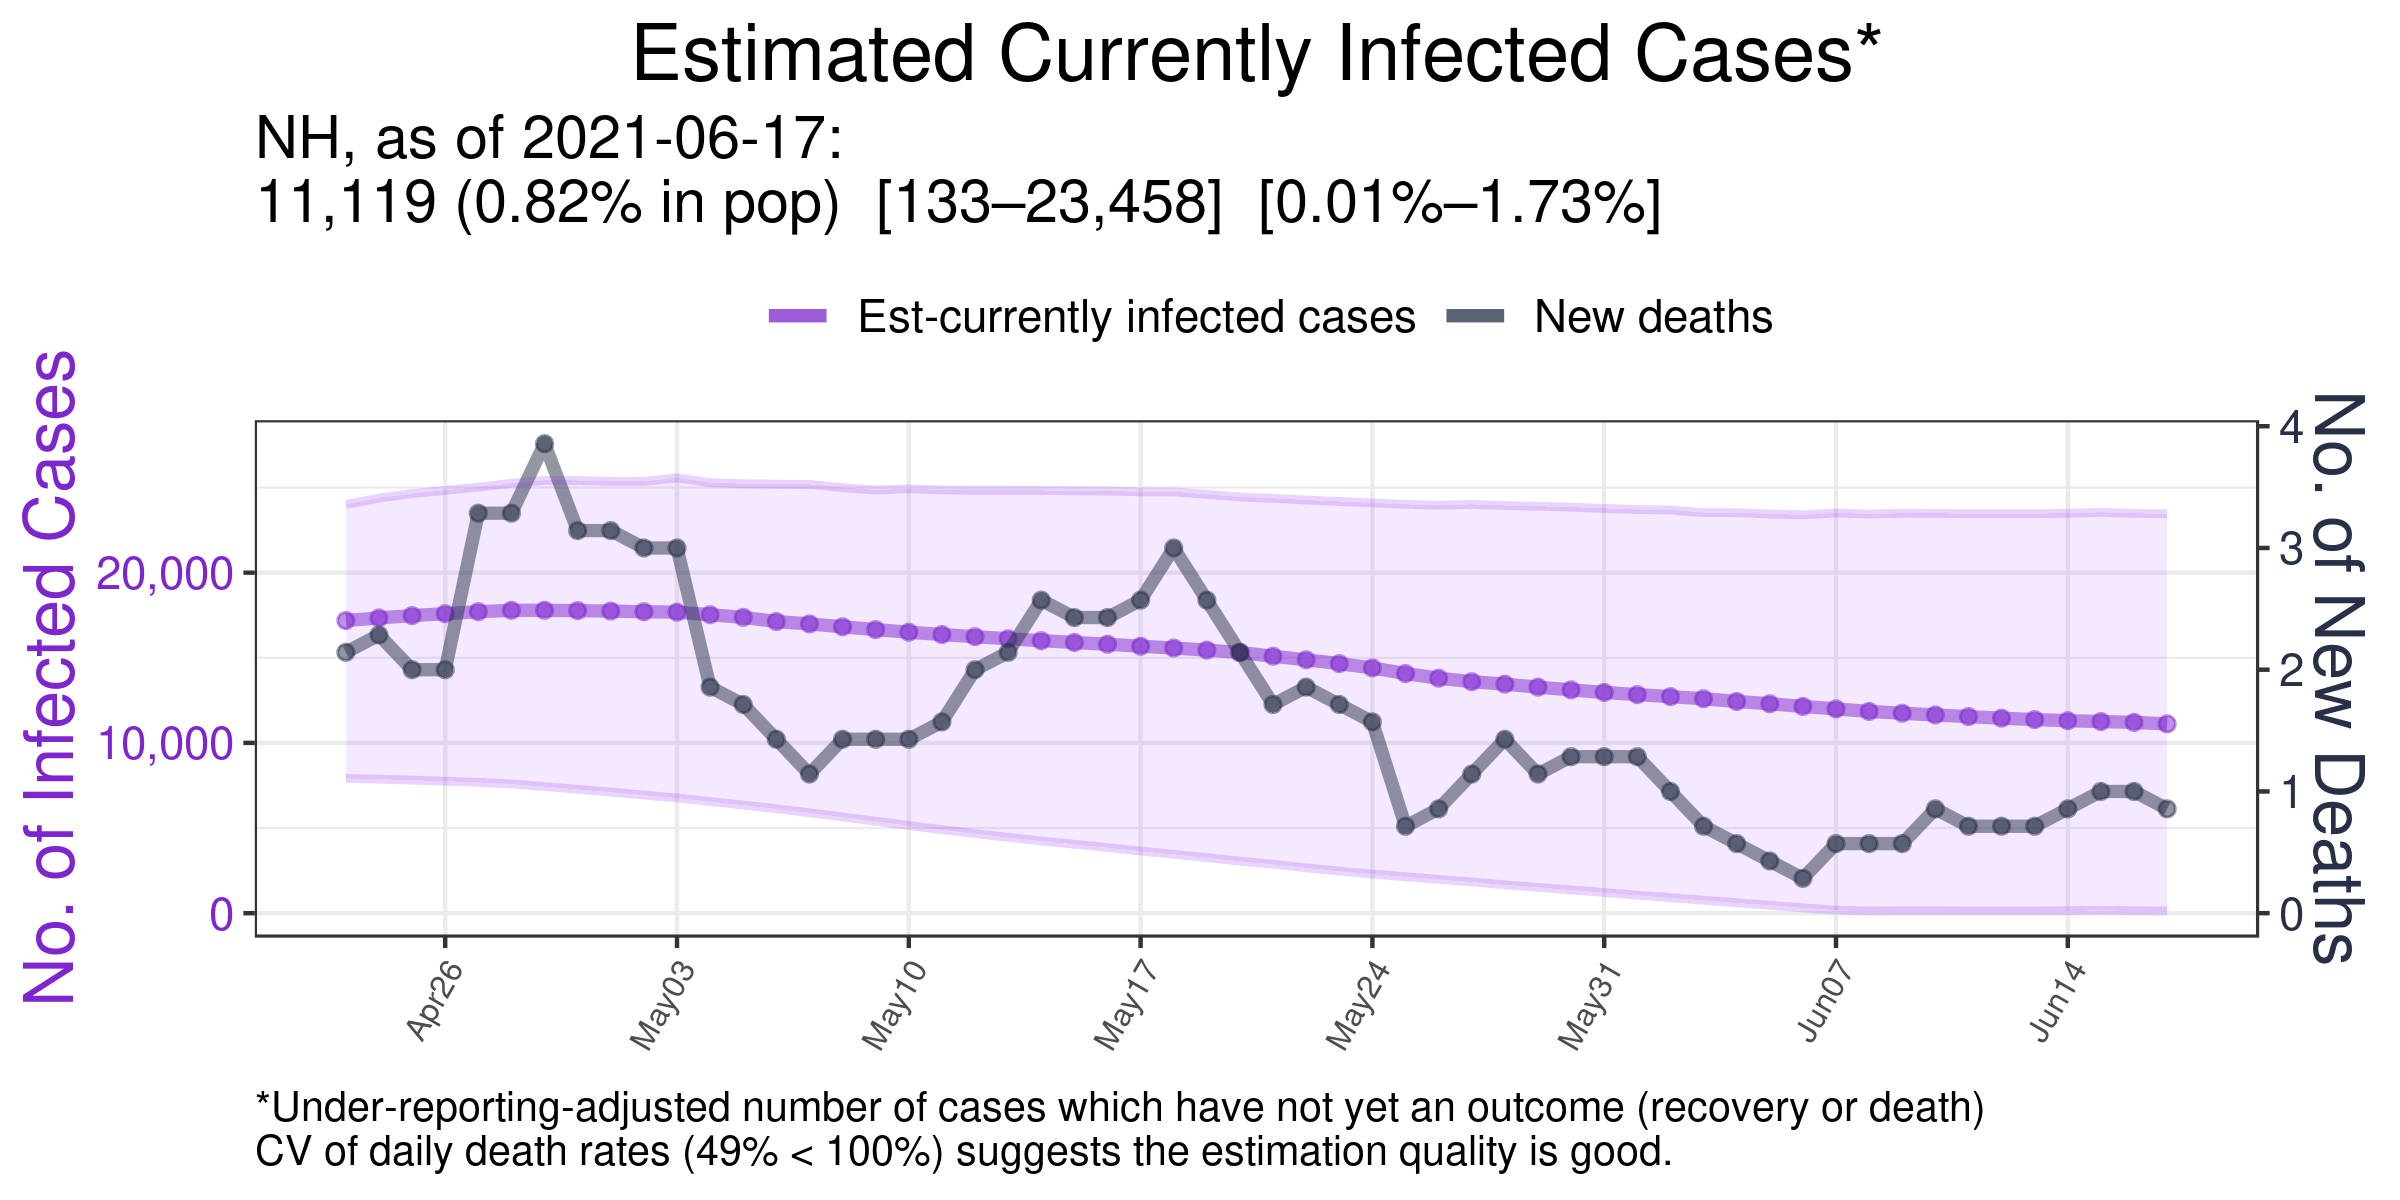 Estimated Currently Infected Cases*
NH, as of 2021-06-17:
11,119 (0.82% in pop)  [133–23,458]  [0.01%–1.73%]
Est-currently infected cases
New deaths
No. of Infected Cases
20,000
10,000
0
4
3
2
1
0
No. of New Deaths
Apr26
May03
May10
May17
May24
May31
Jun07
Jun14
*Under-reporting-adjusted number of cases which have not yet an outcome (recovery or death)
CV of daily death rates (49% < 100%) suggests the estimation quality is good.